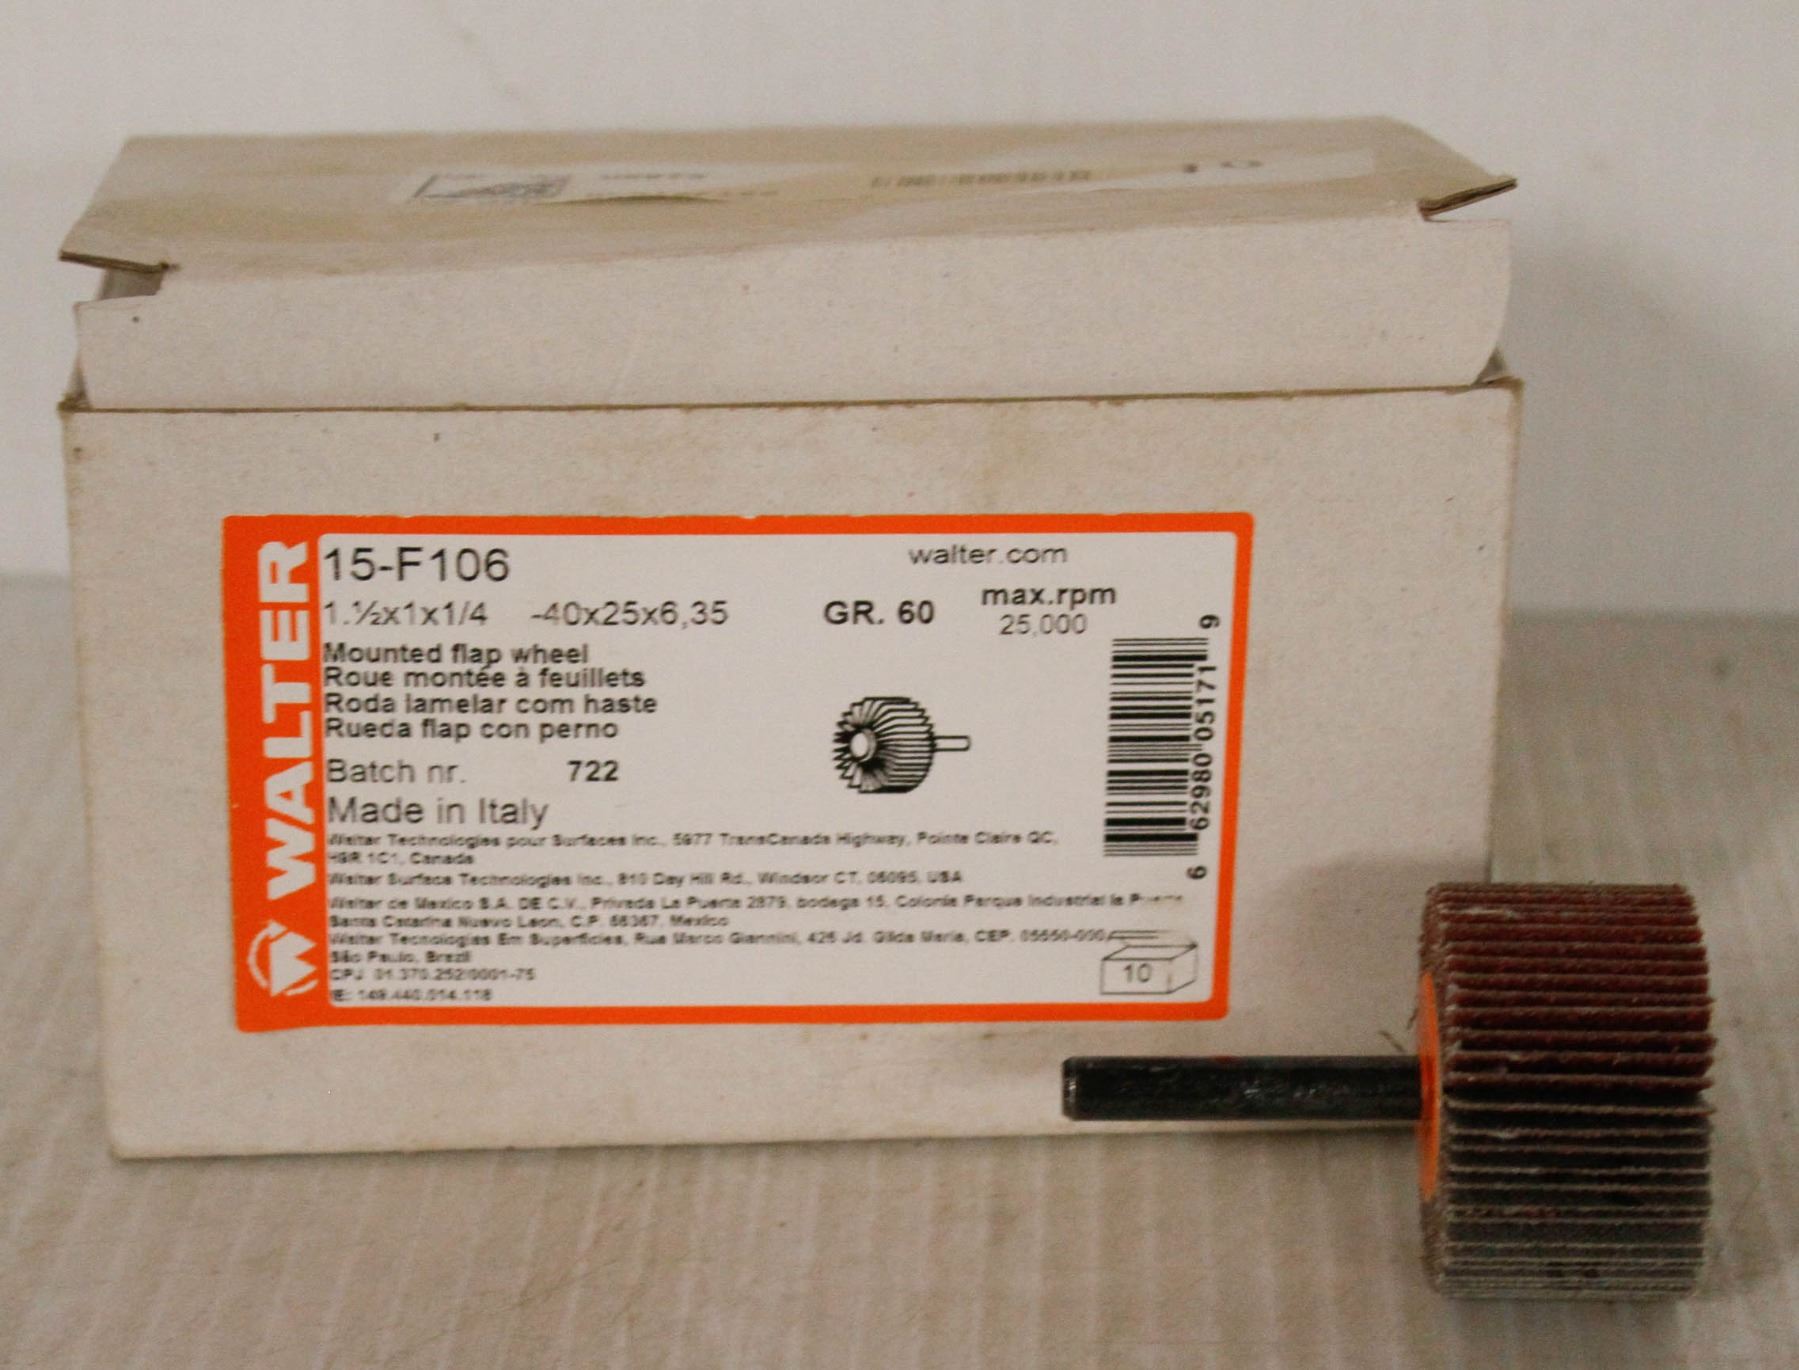 WALTER
15-F106
walter.com
1.½x1x1/4 -40x25x6,35 GR. 60 max.rpm
25,000
Mounted flap wheel
Roue montée à feuillets
Roda lamelar com haste
Rueda flap con perno
Batch nr. 722
Made in Italy
Walter Technologies pour Surfaces Inc., 5977 TransCanada Highway, Pointe Claire QC,
H9R 1C1, Canada
Walter Surface Technologies Inc., 810 Day Hill Rd., Windsor CT, 06095, USA
Walter de Mexico S.A. DE C.V., Privada La Puerta 2879, bodega 15, Colonia Parque Industrial la Puerta
Santa Catarina Nuevo Leon, C.P. 66367, Mexico
Walter Tecnologias Em Superficies, Rua Marco Giannini, 426 Jd. Gilda Maria, CEP. 05550-000
São Paulo, Brazil
CPJ 01.370.252/0001-75
IE: 149.440.014.118
10
6 62980 05171 9